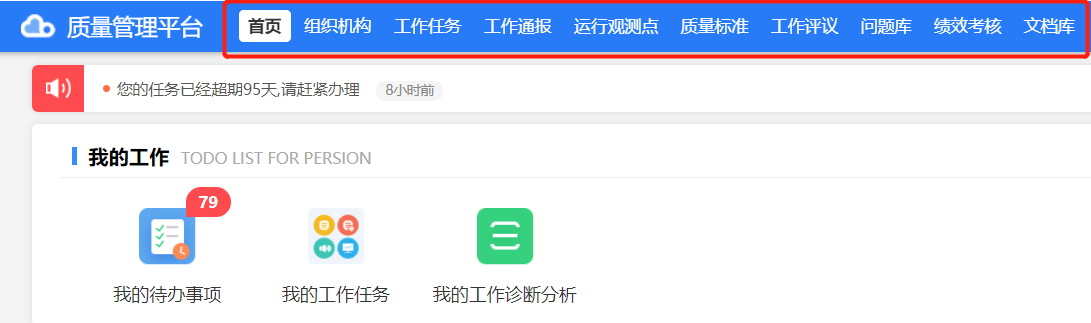 质量管理平台 首页 组织机构 工作任务 工作通报 运行观测点 质量标准 工作评议 问题库 绩效考核 文档库
您的任务已经超期95天,请赶紧办理 8小时前
我的工作 TODO LIST FOR PERSION
79
我的待办事项 我的工作任务 我的工作诊断分析